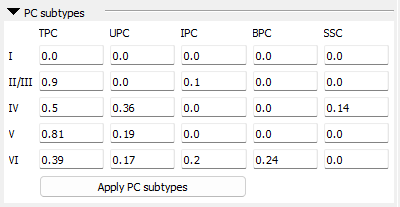 PC subtypes
TPC UPC IPC BPC SSC
I 0.0 0.0 0.0 0.0 0.0
II/III 0.9 0.0 0.1 0.0 0.0
IV 0.5 0.36 0.0 0.0 0.14
V 0.81 0.19 0.0 0.0 0.0
VI 0.39 0.17 0.2 0.24 0.0
Apply PC subtypes